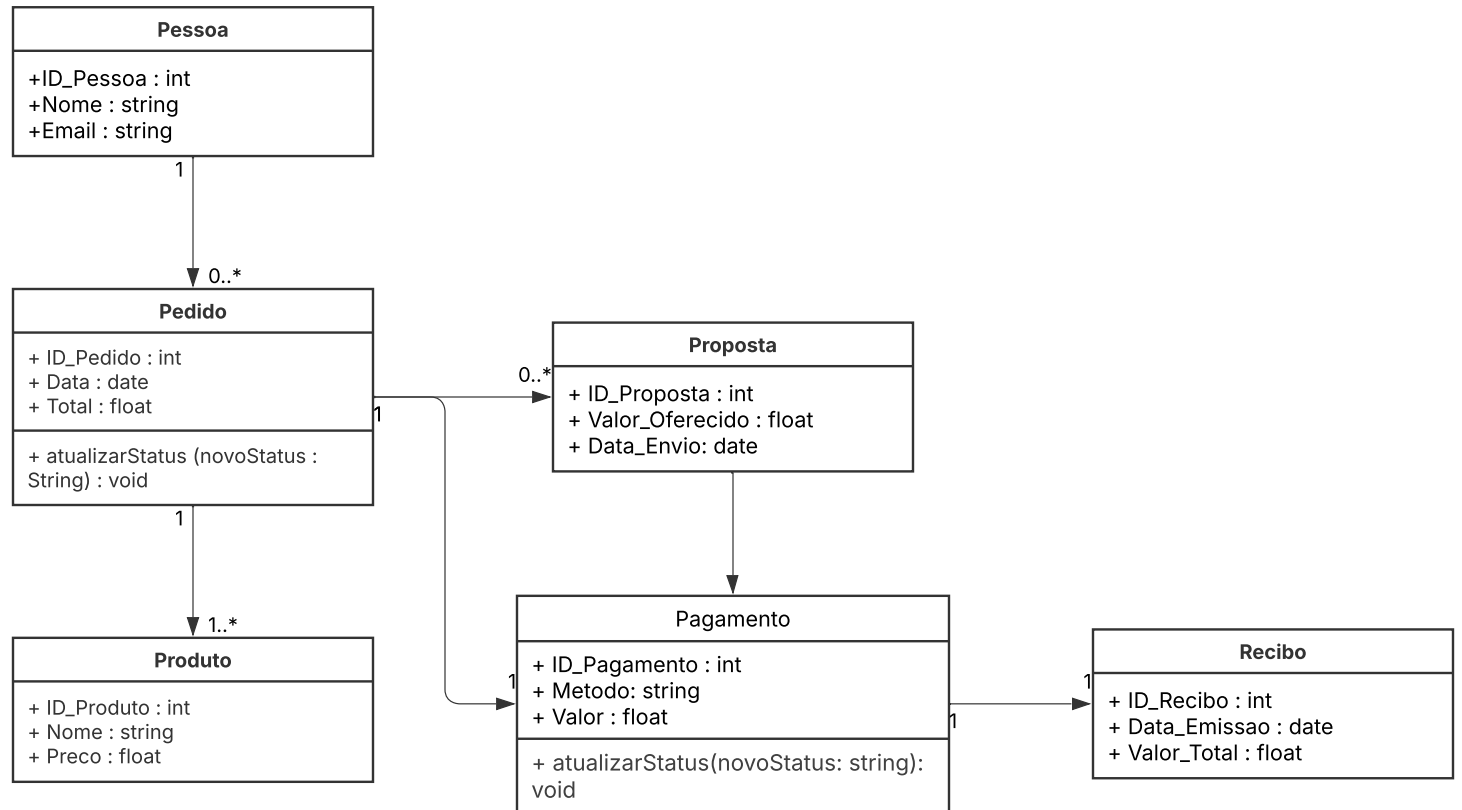 Pessoa
+ID_Pessoa : int
+Nome : string
+Email : string
1
0..*
Pedido
+ ID_Pedido : int
+ Data : date
+ Total : float
+ atualizarStatus (novoStatus :
String) : void
1
0..*
Proposta
+ ID_Proposta : int
+ Valor_Oferecido : float
+ Data_Envio: date
1
1..*
Produto
+ ID_Produto : int
+ Nome : string
+ Preco : float
1
Pagamento
+ ID_Pagamento : int
+ Metodo: string
+ Valor : float
+ atualizarStatus(novoStatus: string):
void
1
1
Recibo
+ ID_Recibo : int
+ Data_Emissao : date
+ Valor_Total : float